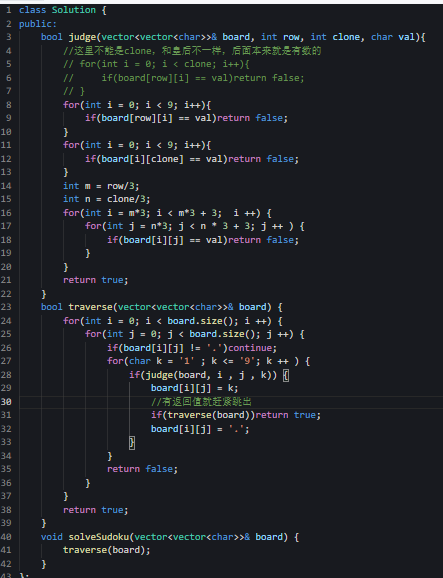 1 class Solution {
2 public:
3     bool judge(vector<vector<char>>& board, int row, int clone, char val){
4         //这里不能是clone，和皇后不一样，后面本来就是有数的
5         // for(int i = 0; i < clone; i++){
6         //     if(board[row][i] == val)return false;
7         // }
8         for(int i = 0; i < 9; i++){
9             if(board[row][i] == val)return false;
10         }
11         for(int i = 0; i < 9; i++){
12             if(board[i][clone] == val)return false;
13         }
14         int m = row/3;
15         int n = clone/3;
16         for(int i = m*3; i < m*3 + 3;  i ++) {
17             for(int j = n*3; j < n * 3 + 3; j ++ ) {
18                 if(board[i][j] == val)return false;
19             }
20         }
21         return true;
22     }
23     bool traverse(vector<vector<char>>& board) {
24         for(int i = 0; i < board.size(); i ++) {
25             for(int j = 0; j < board.size(); j ++) {
26                 if(board[i][j] != '.')continue;
27                 for(char k = '1' ; k <= '9'; k ++ ) {
28                     if(judge(board, i , j , k)) {
29                         board[i][j] = k;
30                         //有返回值就赶紧跳出
31                         if(traverse(board))return true;
32                         board[i][j] = '.';
33                     }
34                 }
35                 return false;
36             }
37         }
38         return true;
39     }
40     void solveSudoku(vector<vector<char>>& board) {
41         traverse(board);
42     }
43 };